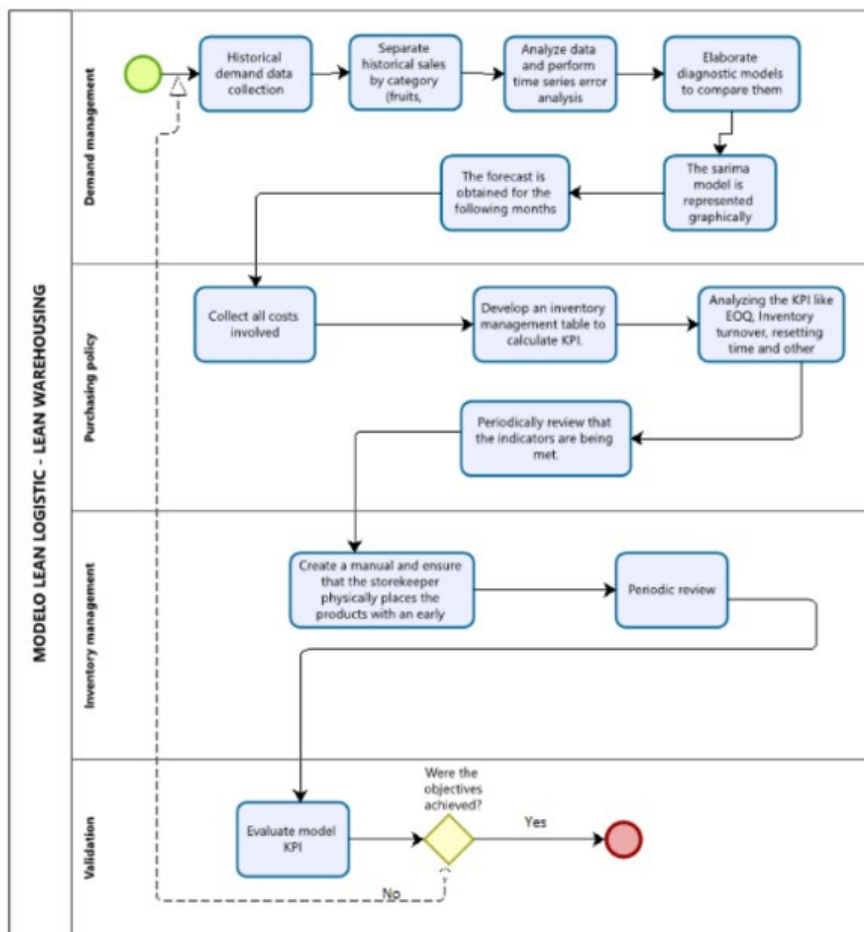 MODELO LEAN LOGISTIC - LEAN WAREHOUSING
Demand management
Historical
demand data
collection
Separate
historical sales
by category
(fruits,
Analyze data
and perform
time series error
analysis
Elaborate
diagnostic models
to compare them
The sarima
model is
represented
graphically
The forecast is
obtained for the
following months
Purchasing policy
Collect all costs
involved
Develop an inventory
management table to
calculate KPI.
Analyzing the KPI like
EOQ, Inventory
turnover, resetting
time and other
Periodically review that
the indicators are being
met.
Inventory management
Create a manual and ensure
that the storekeeper
physically places the
products with an early
Periodic review
Validation
Evaluate model
KPI
Were the
objectives
achieved?
Yes
No